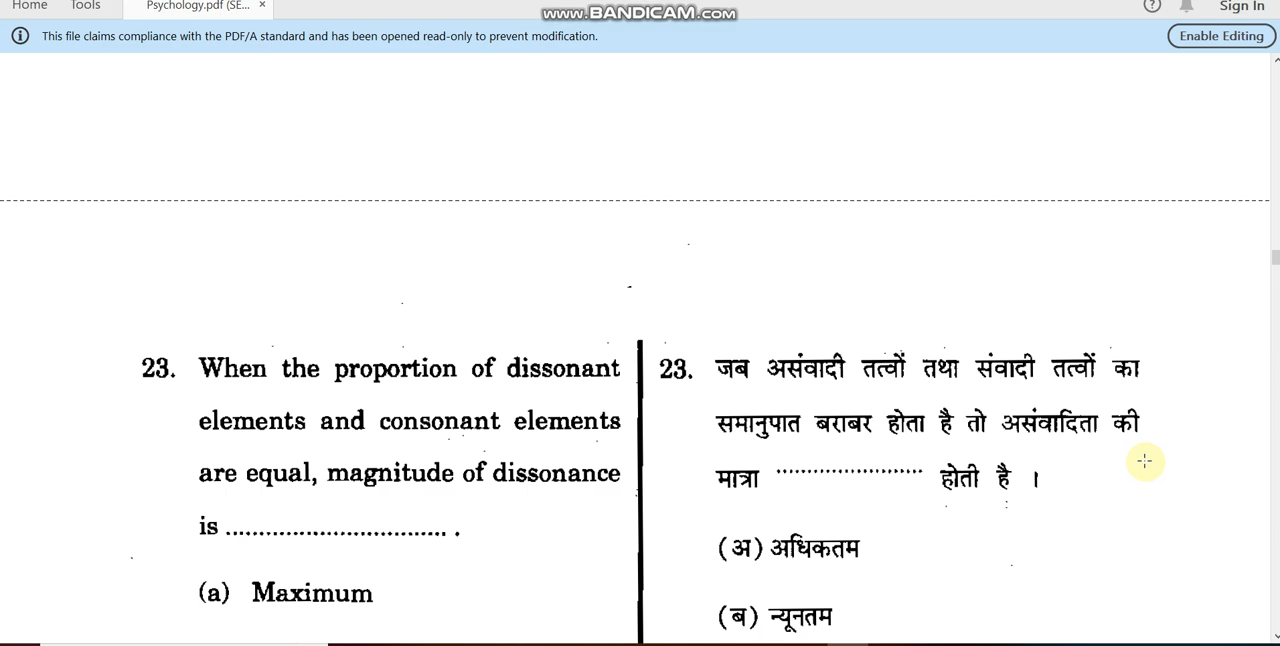 Home Tools Psychology.pdf (SE... × www.BANDICAM.com ? Sign In
i This file claims compliance with the PDF/A standard and has been opened read-only to prevent modification. Enable Editing
23. When the proportion of dissonant
elements and consonant elements
are equal, magnitude of dissonance
is ................................. .
(a) Maximum
23. जब असंवादी तत्वों तथा संवादी तत्वों का
समानुपात बराबर होता है तो असंवादिता की
मात्रा ........................ होती है ।
(अ) अधिकतम
(ब) न्यूनतम